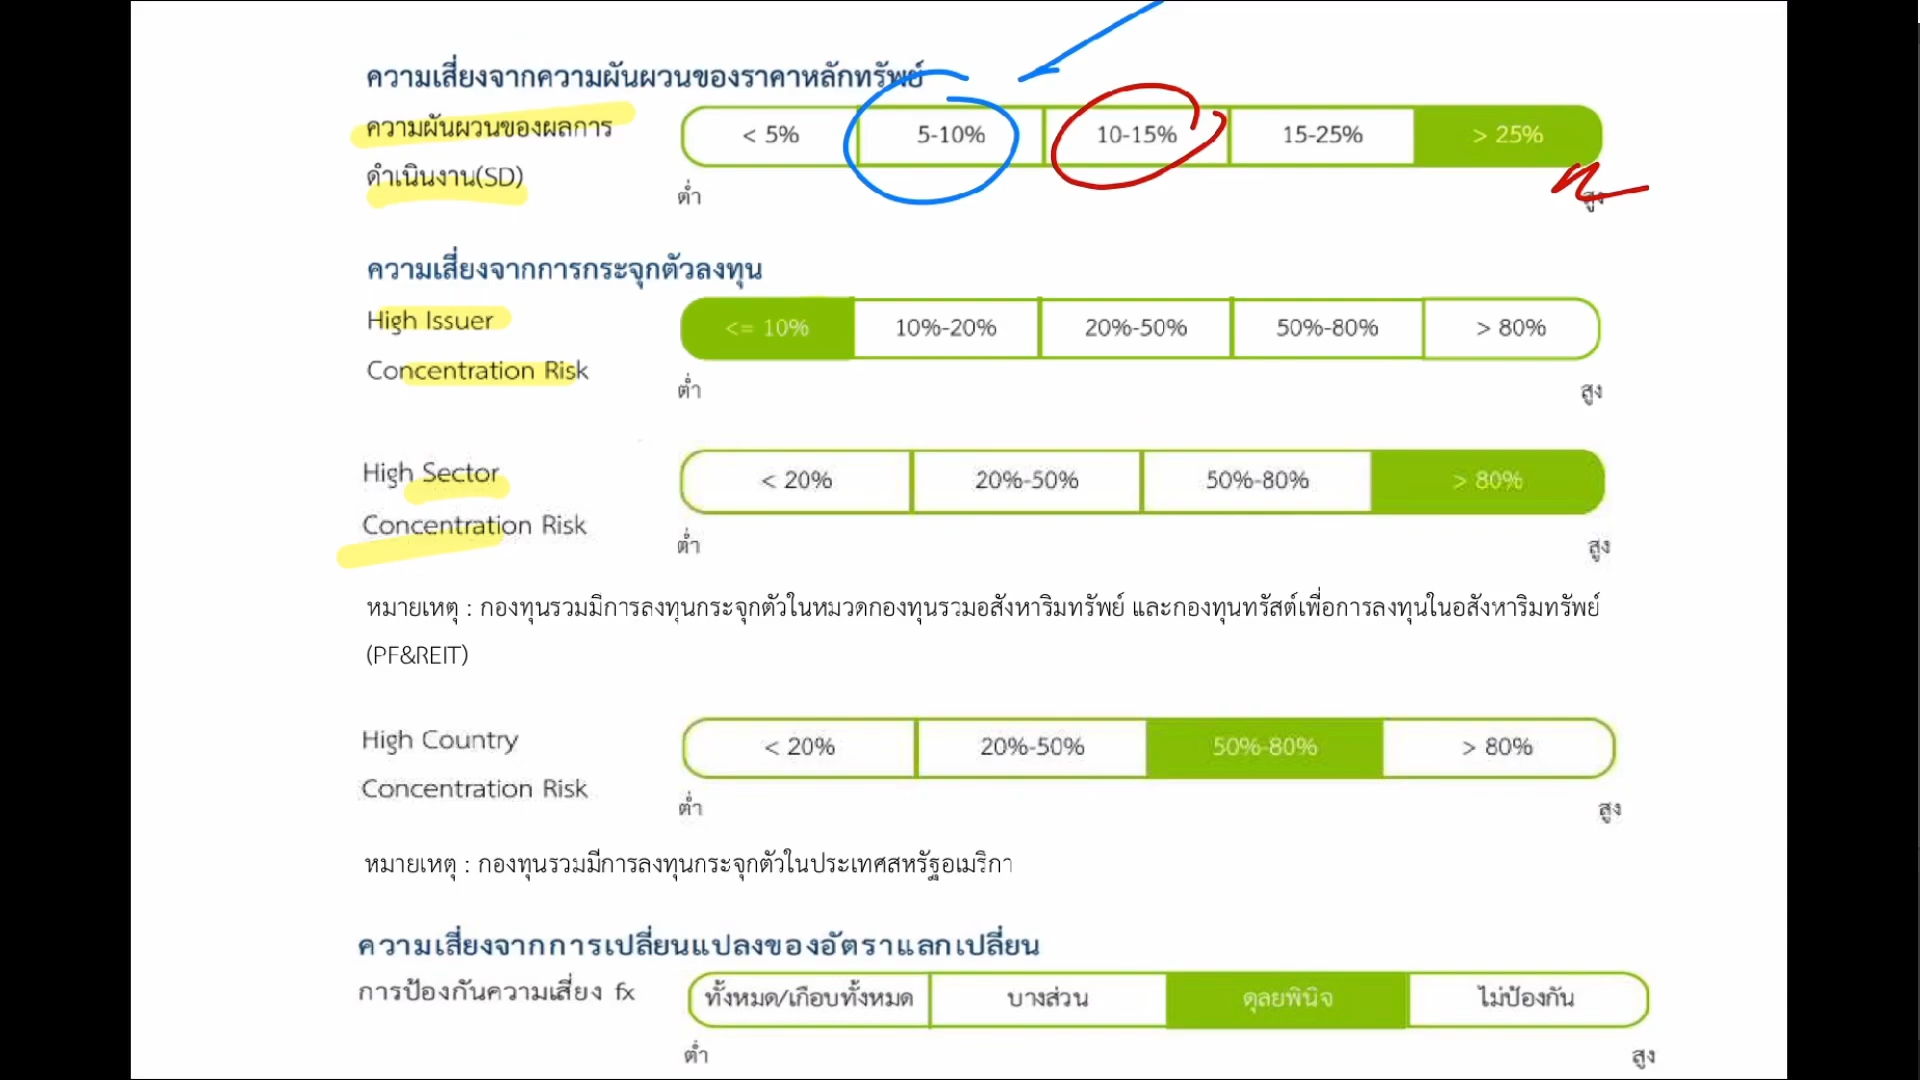 ความเสี่ยงจากความผันผวนของราคาหลักทรัพย์
ความผันผวนของผลการ
ดำเนินงาน(SD)
< 5% 5-10% 10-15% 15-25% > 25%
ต่ำ สูง
ความเสี่ยงจากการกระจุกตัวลงทุน
High Issuer
Concentration Risk
<= 10% 10%-20% 20%-50% 50%-80% > 80%
ต่ำ สูง
High Sector
Concentration Risk
< 20% 20%-50% 50%-80% > 80%
ต่ำ สูง
หมายเหตุ : กองทุนรวมมีการลงทุนกระจุกตัวในหมวดกองทุนรวมอสังหาริมทรัพย์ และกองทุนทรัสต์เพื่อการลงทุนในอสังหาริมทรัพย์
(PF&REIT)
High Country
Concentration Risk
< 20% 20%-50% 50%-80% > 80%
ต่ำ สูง
หมายเหตุ : กองทุนรวมมีการลงทุนกระจุกตัวในประเทศสหรัฐอเมริกา
ความเสี่ยงจากการเปลี่ยนแปลงของอัตราแลกเปลี่ยน
การป้องกันความเสี่ยง fx
ทั้งหมด/เกือบทั้งหมด บางส่วน ดุลยพินิจ ไม่ป้องกัน
ต่ำ สูง